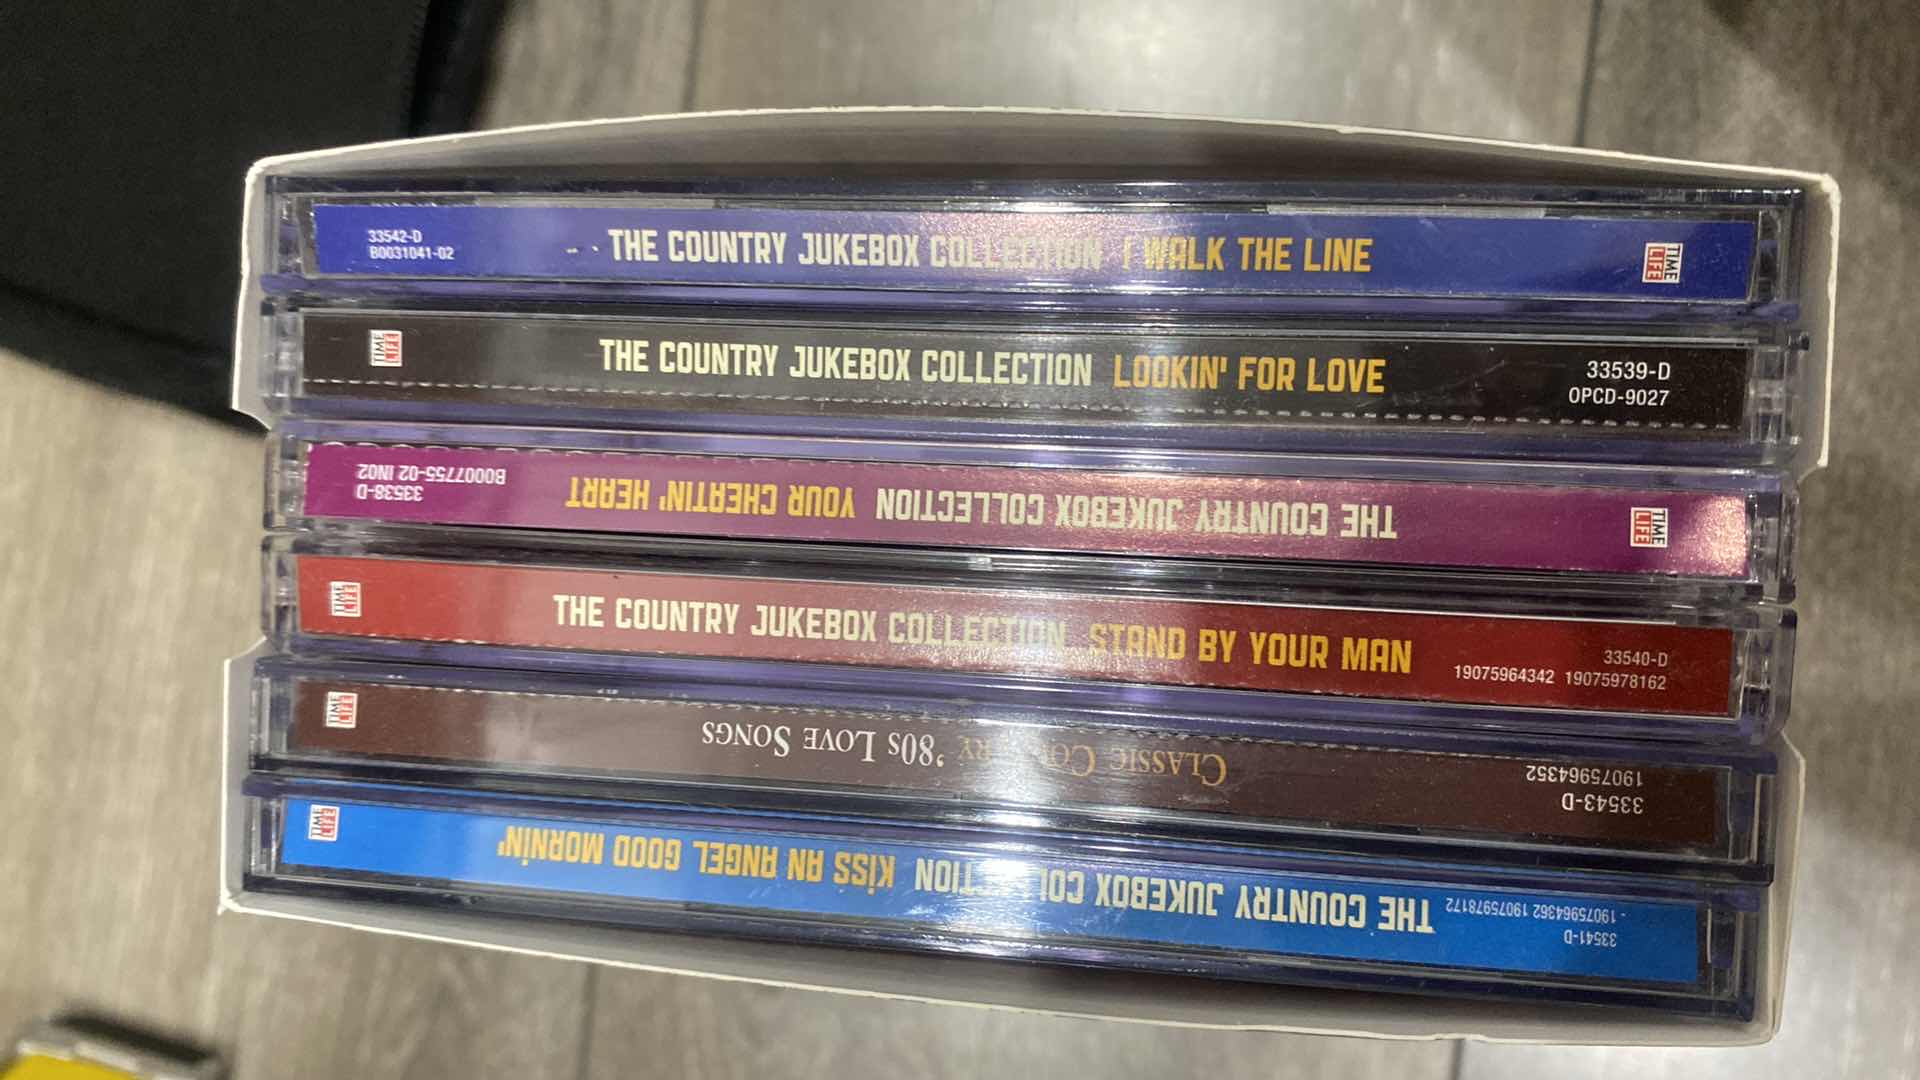 33542-D
B0031041-02
THE COUNTRY JUKEBOX COLLECTION I WALK THE LINE
TIME
LIFE
TIME
LIFE
THE COUNTRY JUKEBOX COLLECTION LOOKIN' FOR LOVE
33539-D
OPCD-9027
TIME
LIFE
THE COUNTRY JUKEBOX COLLECTION YOUR CHEATIN' HEART
33538-D
B0007755-02 IN02
TIME
LIFE
THE COUNTRY JUKEBOX COLLECTION STAND BY YOUR MAN
33540-D
19075964342 19075978162
33543-D
19075964352
CLASSIC COUNTRY '80S LOVE SONGS
TIME
LIFE
33541-D
19075964362 19075978172
THE COUNTRY JUKEBOX COLLECTION KISS AN ANGEL GOOD MORNIN'
TIME
LIFE